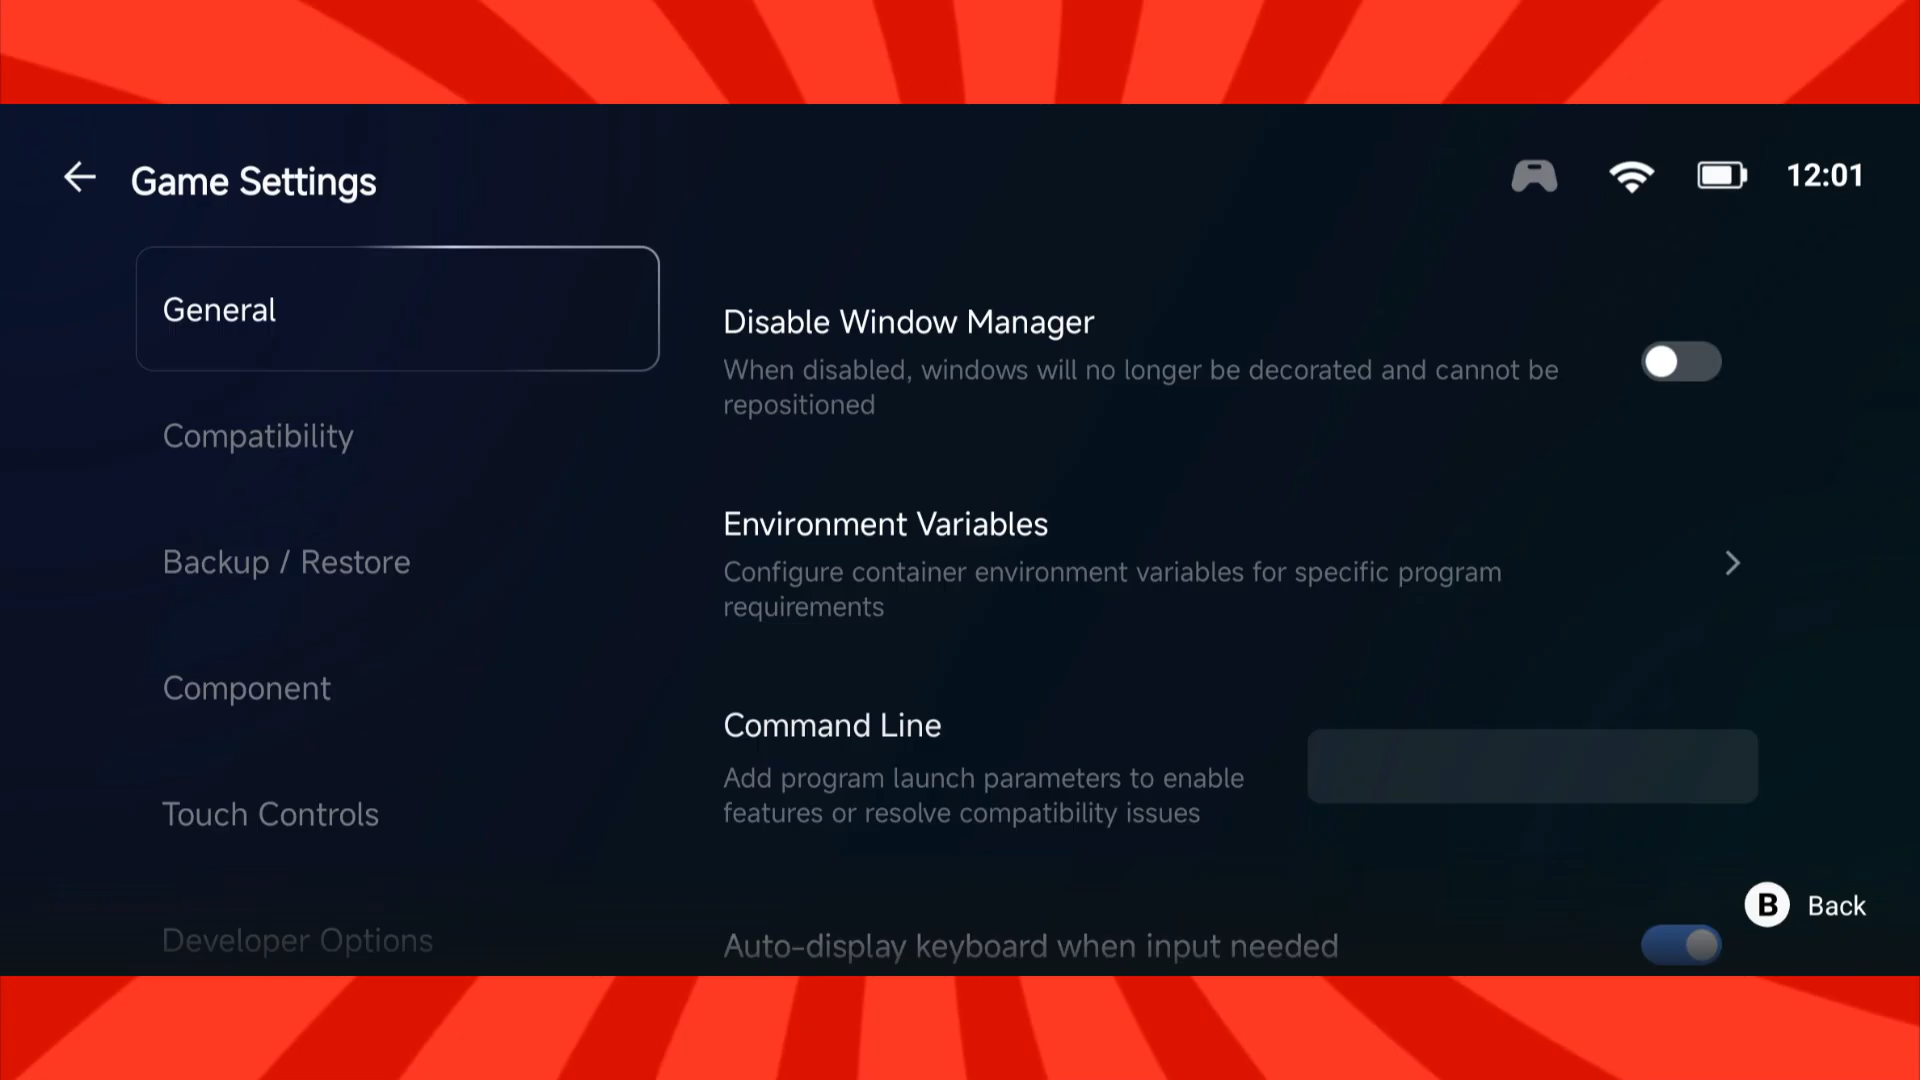 Game Settings
12:01
General
Compatibility
Backup / Restore
Component
Touch Controls
Developer Options
Disable Window Manager
When disabled, windows will no longer be decorated and cannot be
repositioned
Environment Variables
Configure container environment variables for specific program
requirements
Command Line
Add program launch parameters to enable
features or resolve compatibility issues
Auto-display keyboard when input needed
B Back